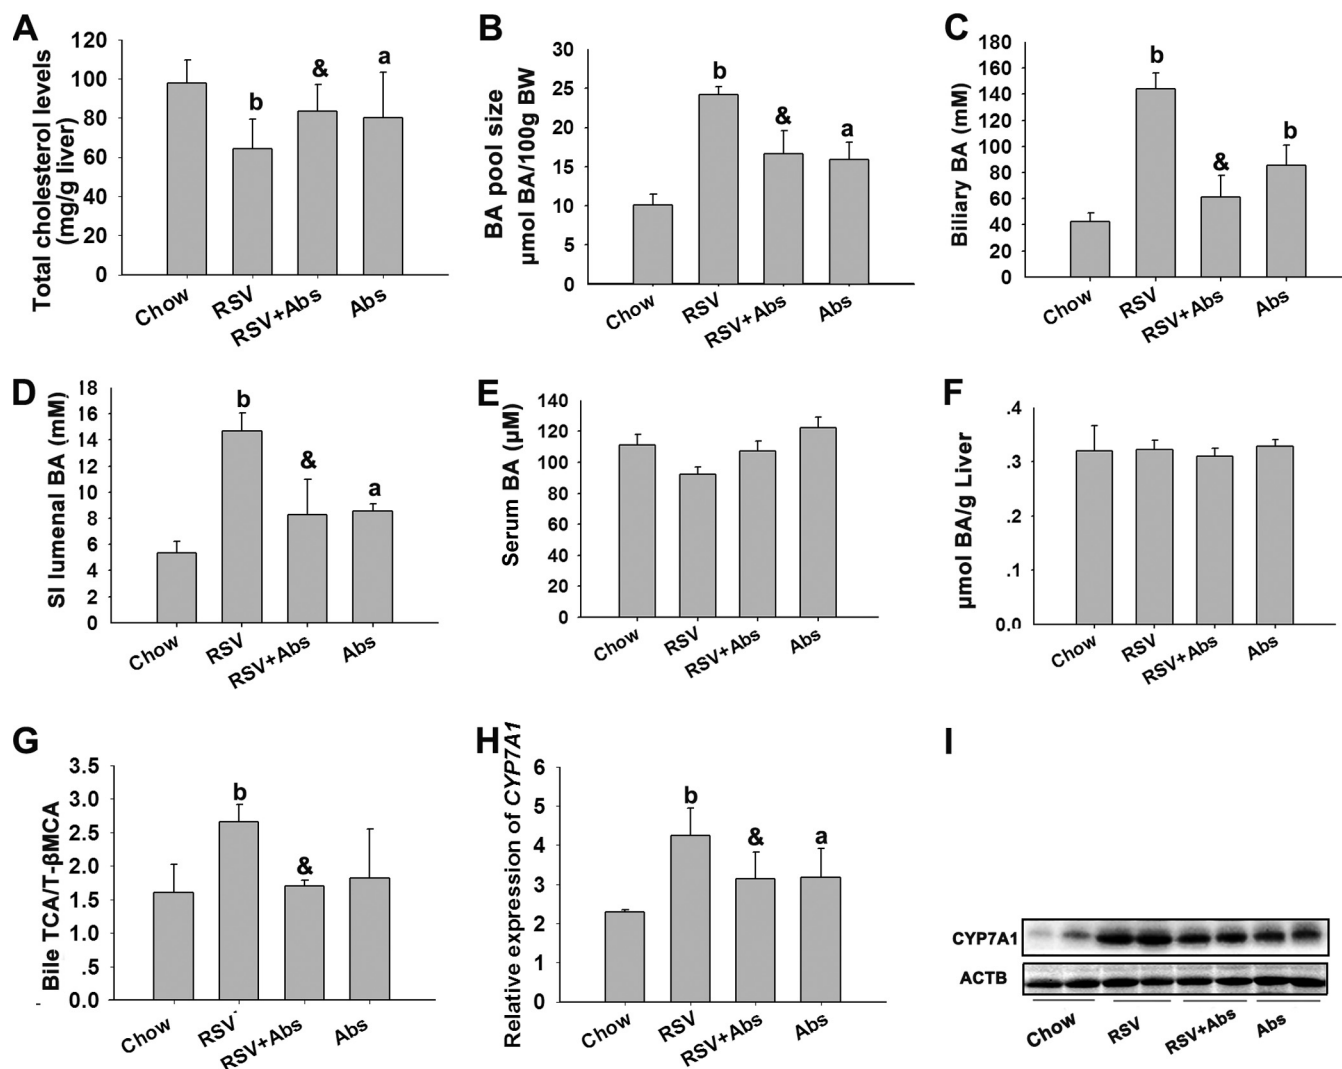 A
Total cholesterol levels
(mg/g liver)
120
100
80
60
40
20
0
b
&
a
Chow
RSV
RSV+Abs
Abs
B
BA pool size
µmol BA/100g BW
30
25
20
15
10
5
0
b
&
a
Chow
RSV
RSV+Abs
Abs
C
Biliary BA (mM)
180
160
140
120
100
80
60
40
20
0
b
&
b
Chow
RSV
RSV+Abs
Abs
D
SI lumenal BA (mM)
18
16
14
12
10
8
6
4
2
0
b
&
a
Chow
RSV
RSV+Abs
Abs
E
Serum BA (µM)
140
120
100
80
60
40
20
0
Chow
RSV
RSV+Abs
Abs
F
µmol BA/g Liver
.4
.3
.2
.1
0.0
Chow
RSV
RSV+Abs
Abs
G
Bile TCA/T-βMCA
3.5
3.0
2.5
2.0
1.5
1.0
.5
0.0
b
&
Chow
RSV
RSV+Abs
Abs
H
Relative expression of CYP7A1
6
5
4
3
2
1
0
b
&
a
Chow
RSV
RSV+Abs
Abs
I
CYP7A1
ACTB
Chow
RSV
RSV+Abs
Abs